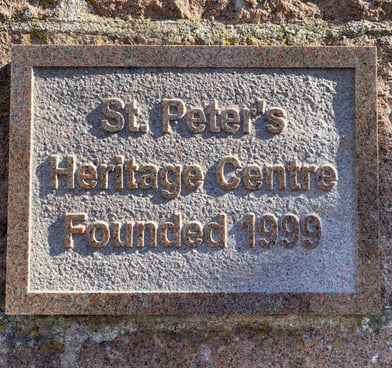 St. Peter's
Heritage Centre
Founded 1999